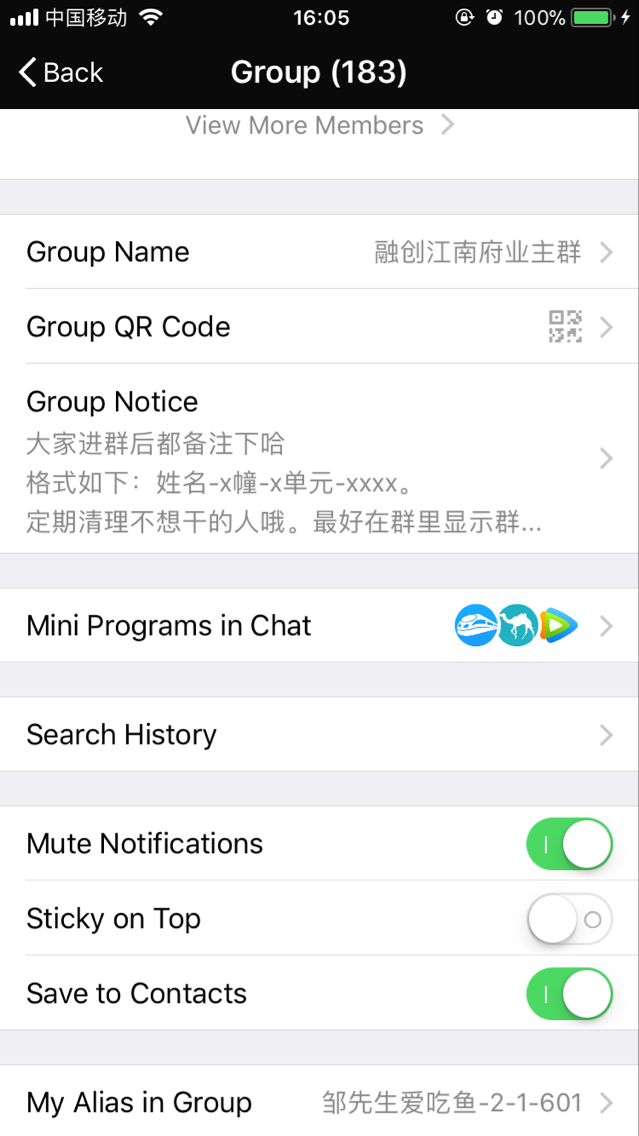 中国移动 16:05 100%
Back Group (183)
View More Members
Group Name 融创江南府业主群
Group QR Code
Group Notice
大家进群后都备注下哈
格式如下：姓名-x幢-x单元-xxxx。
定期清理不想干的人哦。最好在群里显示群...
Mini Programs in Chat
Search History
Mute Notifications
Sticky on Top
Save to Contacts
My Alias in Group 邹先生爱吃鱼-2-1-601